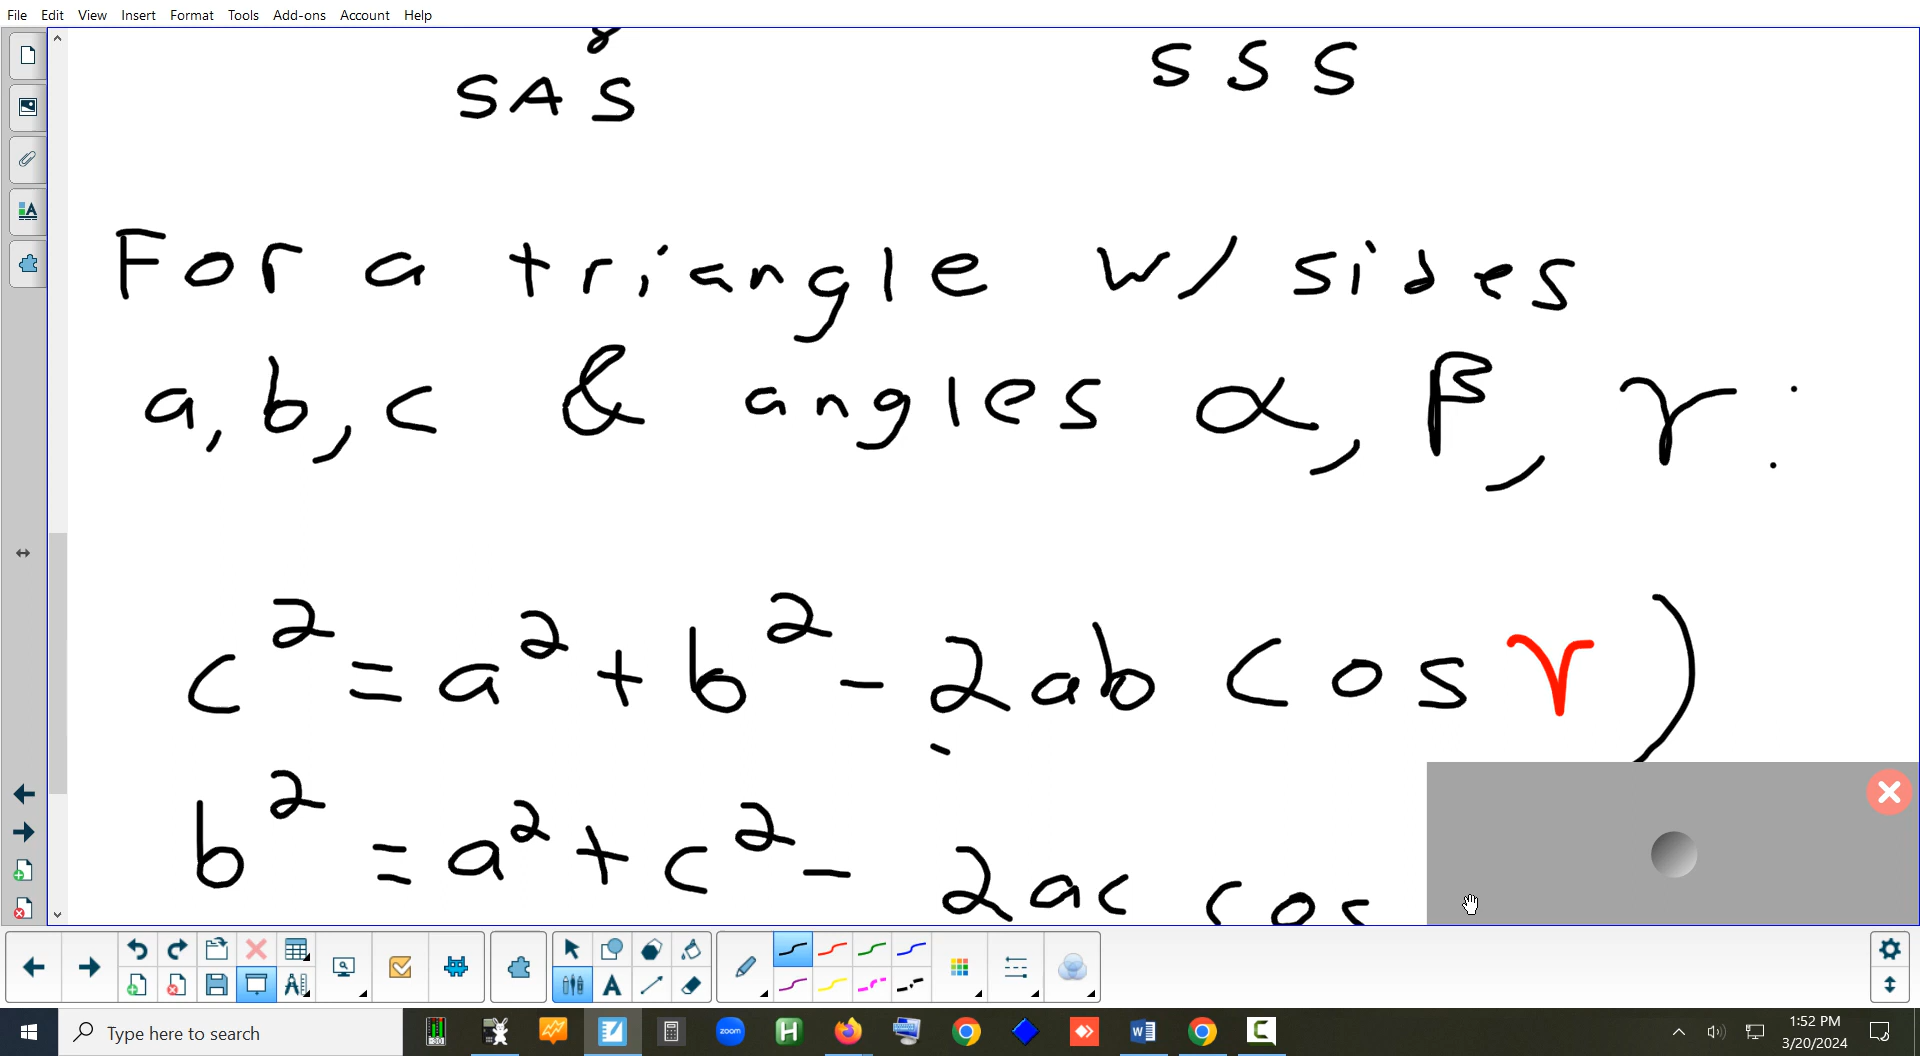 File Edit View Insert Format Tools Add-ons Account Help
SAS SSS
For a triangle w/ sides
a, b, c & angles α, β, γ :
c² = a² + b² - 2ab cos γ )
b² = a² + c² - 2ac cos
Type here to search
zoom
1:52 PM
3/20/2024